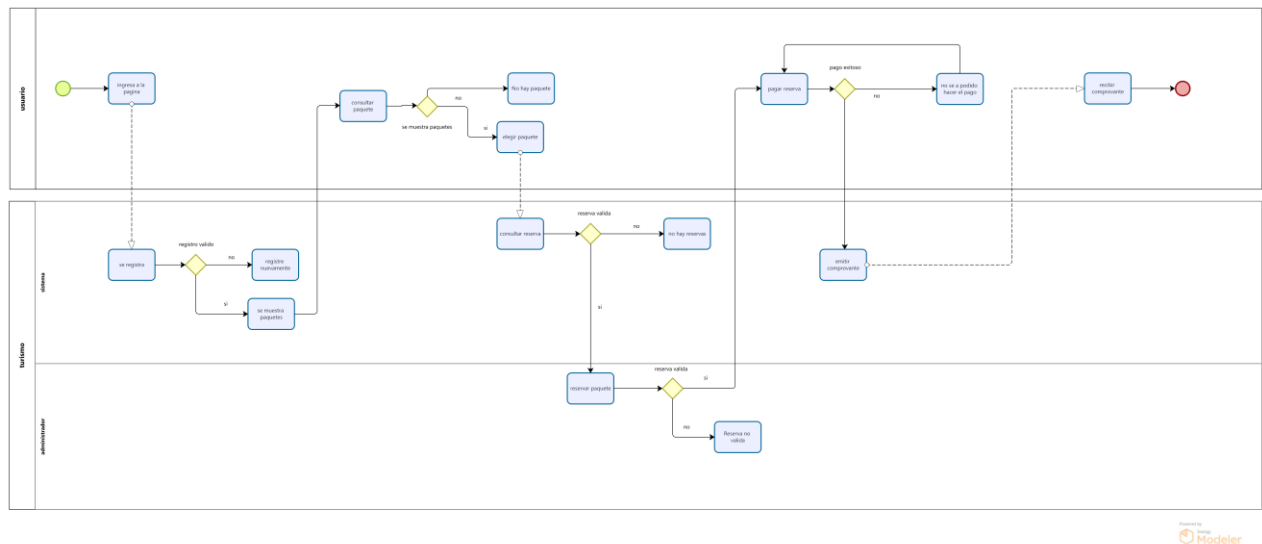 usuario
ingresa a la
pagina
consultar
paquete
se muestra paquetes
no
No hay paquete
si
elegir paquete
pagar reserva
pago exitoso
no
no se a podido
hacer el pago
recibir
comprovante
turismo
sistema
se registra
registro valido
no
registro
nuevamente
si
se muestra
paquetes
consultar reserva
reserva valida
no
no hay reservas
si
emitir
comprovante
administrador
reservar paquete
reserva valida
si
no
Reserva no
valida
Powered by
bizagi
Modeler